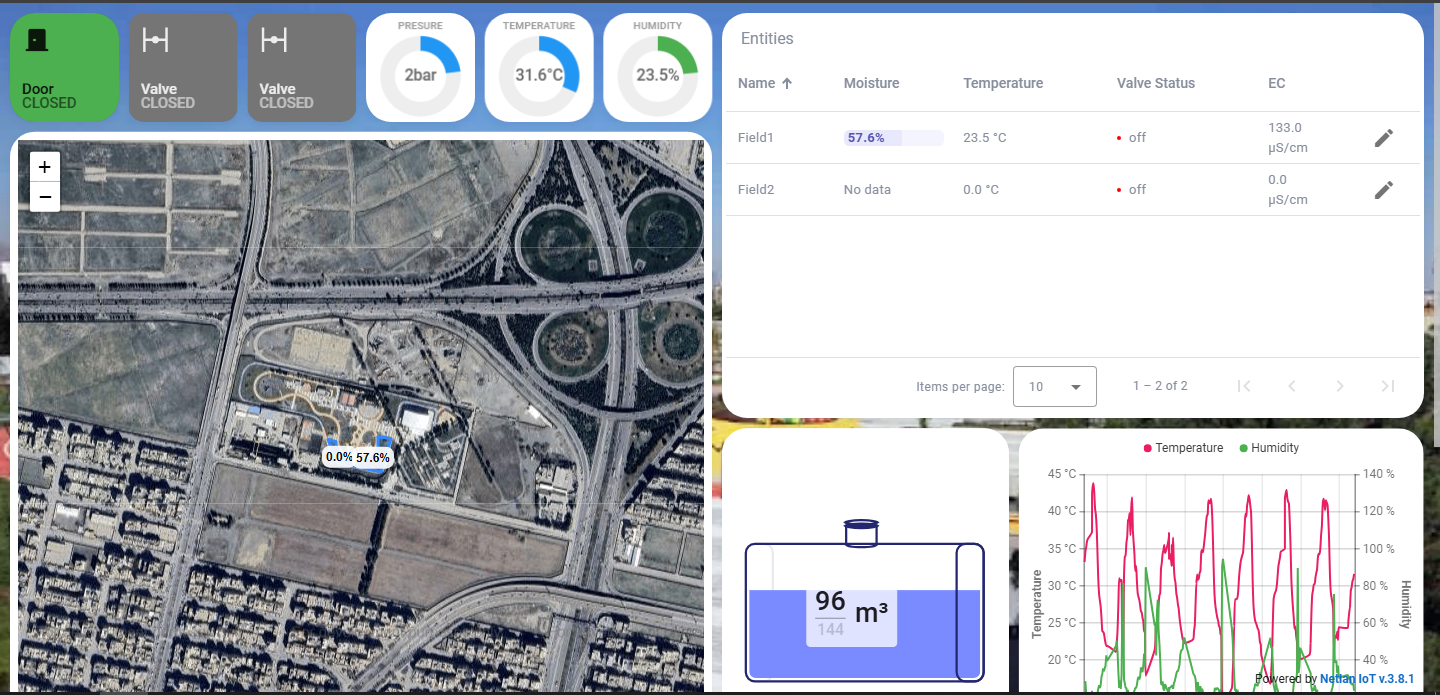 Door
CLOSED
Valve
CLOSED
Valve
CLOSED
PRESURE
2bar
TEMPERATURE
31.6°C
HUMIDITY
23.5%
+
−
0.0%
57.6%
Entities
Name Moisture Temperature Valve Status EC
Field1 57.6% 23.5 °C off 133.0
µS/cm
Field2 No data 0.0 °C off 0.0
µS/cm
Items per page: 10 1 – 2 of 2
96
144
m³
Temperature Humidity
45 °C 140 %
40 °C 120 %
35 °C 100 %
30 °C 80 %
25 °C 60 %
20 °C 40 %
Temperature
Humidity
Powered by Netlan IoT v.3.8.1